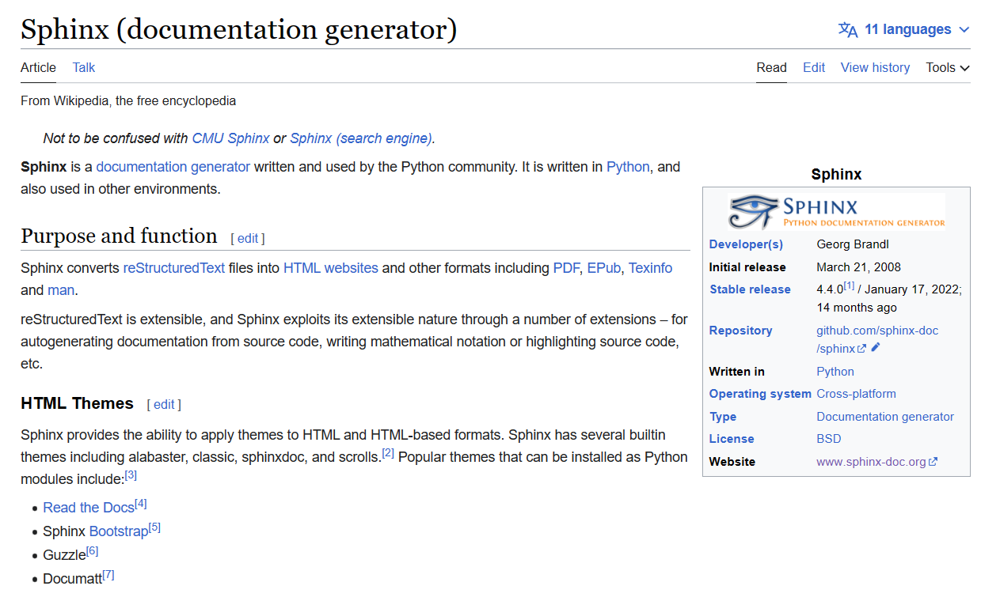 Sphinx (documentation generator)
11 languages
Article Talk
Read Edit View history Tools
From Wikipedia, the free encyclopedia
Not to be confused with CMU Sphinx or Sphinx (search engine).
Sphinx is a documentation generator written and used by the Python community. It is written in Python, and
also used in other environments.
Purpose and function [ edit ]
Sphinx converts reStructuredText files into HTML websites and other formats including PDF, EPub, Texinfo
and man.
reStructuredText is extensible, and Sphinx exploits its extensible nature through a number of extensions – for
autogenerating documentation from source code, writing mathematical notation or highlighting source code,
etc.
HTML Themes [ edit ]
Sphinx provides the ability to apply themes to HTML and HTML-based formats. Sphinx has several builtin
themes including alabaster, classic, sphinxdoc, and scrolls.[2] Popular themes that can be installed as Python
modules include:[3]
• Read the Docs[4]
• Sphinx Bootstrap[5]
• Guzzle[6]
• Documatt[7]
Sphinx
SPHINX
PYTHON DOCUMENTATION GENERATOR
Developer(s) Georg Brandl
Initial release March 21, 2008
Stable release 4.4.0[1] / January 17, 2022;
14 months ago
Repository github.com/sphinx-doc
/sphinx
Written in Python
Operating system Cross-platform
Type Documentation generator
License BSD
Website www.sphinx-doc.org